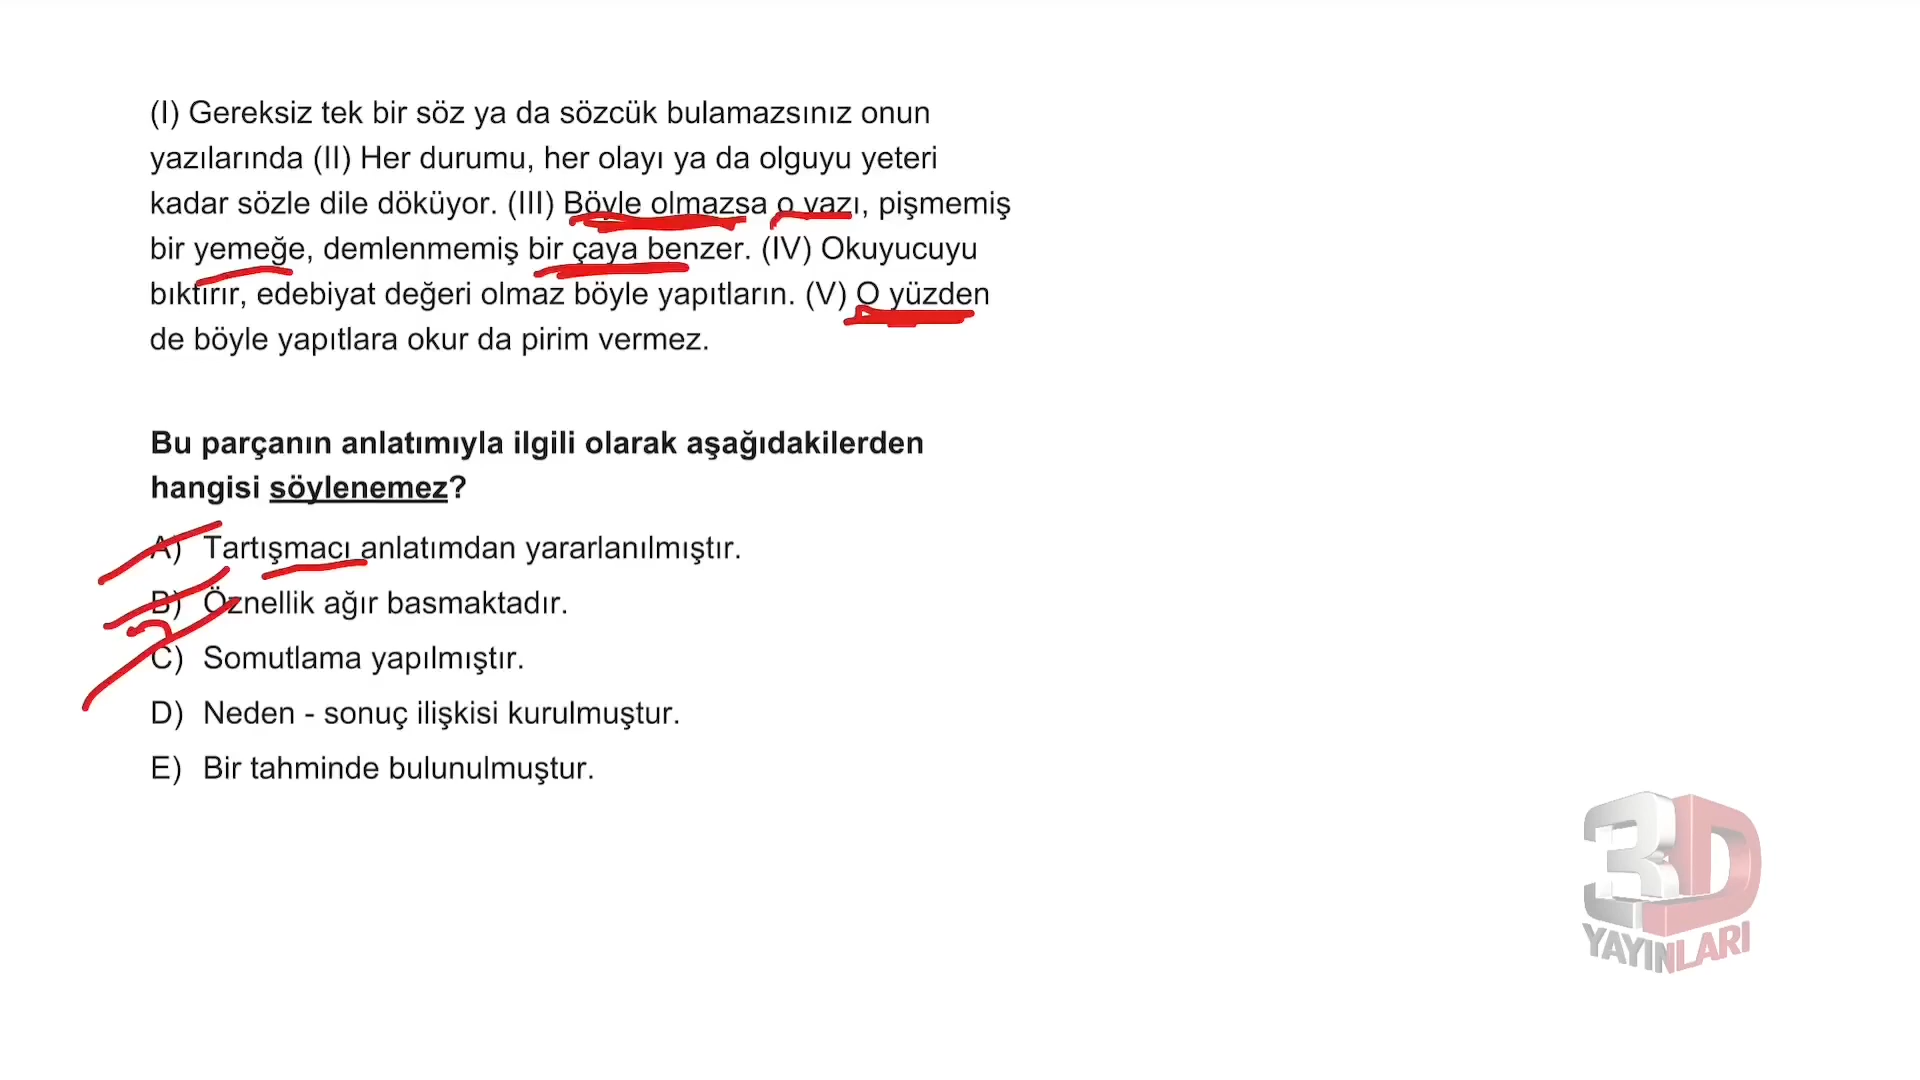 (I) Gereksiz tek bir söz ya da sözcük bulamazsınız onun
yazılarında (II) Her durumu, her olayı ya da olguyu yeteri
kadar sözle dile döküyor. (III) Böyle olmazsa o yazı, pişmemiş
bir yemeğe, demlenmemiş bir çaya benzer. (IV) Okuyucuyu
bıktırır, edebiyat değeri olmaz böyle yapıtların. (V) O yüzden
de böyle yapıtlara okur da pirim vermez.
Bu parçanın anlatımıyla ilgili olarak aşağıdakilerden
hangisi söylenemez?
A) Tartışmacı anlatımdan yararlanılmıştır.
B) Öznellik ağır basmaktadır.
C) Somutlama yapılmıştır.
D) Neden - sonuç ilişkisi kurulmuştur.
E) Bir tahminde bulunulmuştur.
3D
YAYINLARI